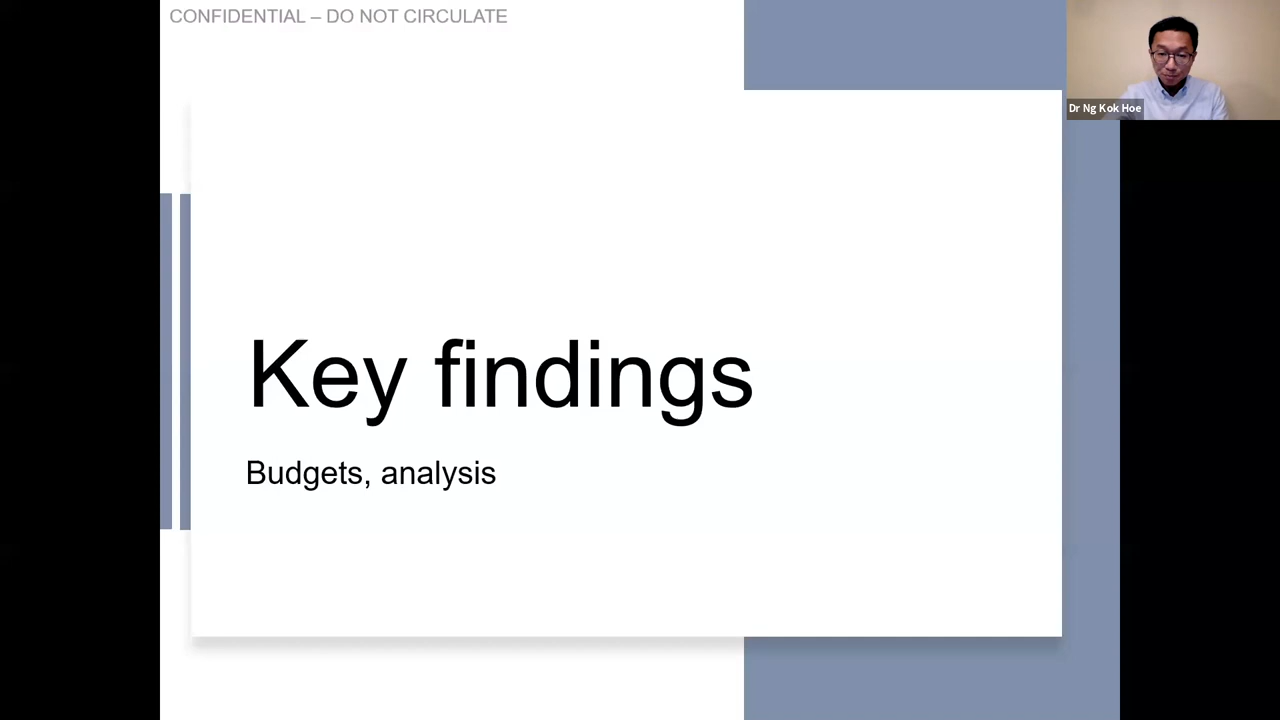 CONFIDENTIAL – DO NOT CIRCULATE
Dr Ng Kok Hoe
Key findings
Budgets, analysis